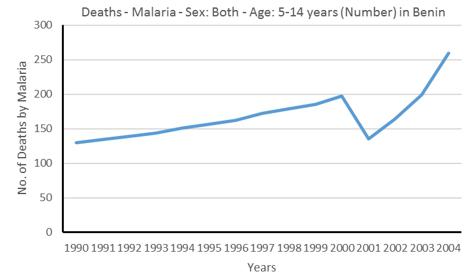 Deaths - Malaria - Sex: Both - Age: 5-14 years (Number) in Benin
No. of Deaths by Malaria
300
250
200
150
100
50
0
1990 1991 1992 1993 1994 1995 1996 1997 1998 1999 2000 2001 2002 2003 2004
Years